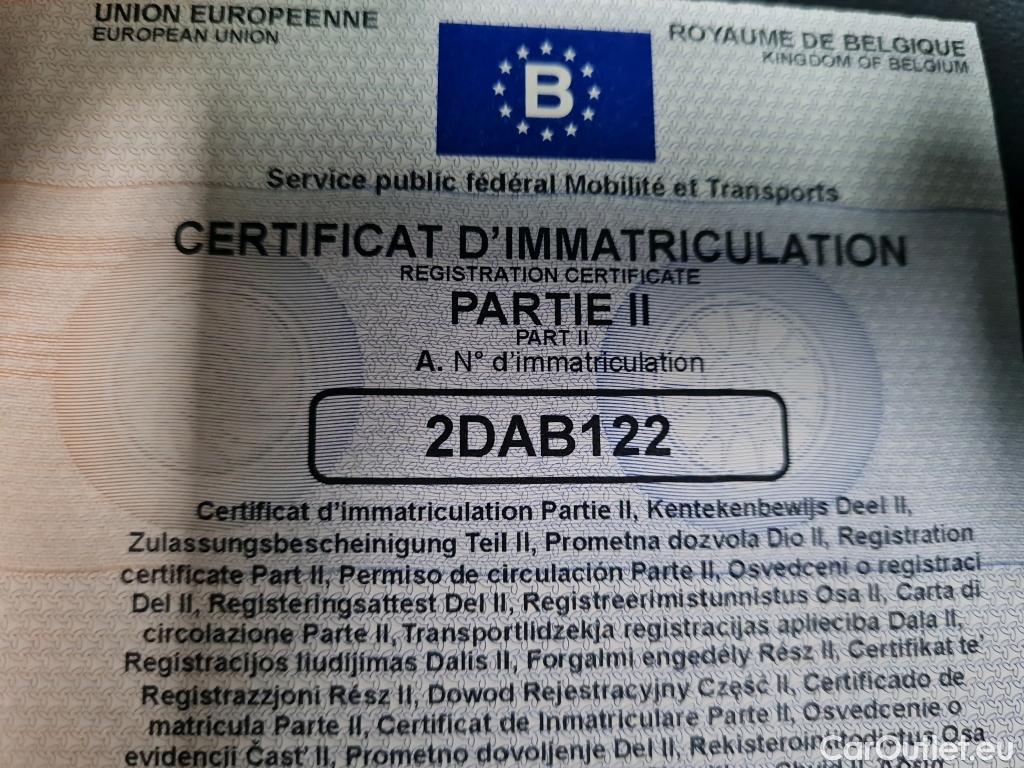 UNION EUROPEENNE
EUROPEAN UNION
B
ROYAUME DE BELGIQUE
KINGDOM OF BELGIUM
Service public fédéral Mobilité et Transports
CERTIFICAT D'IMMATRICULATION
REGISTRATION CERTIFICATE
PARTIE II
PART II
A. N° d'immatriculation
2DAB122
Certificat d'immatriculation Partie II, Kentekenbewijs Deel II,
Zulassungsbescheinigung Teil II, Prometna dozvola Dio II, Registration
certificate Part II, Permiso de circulación Parte II, Osvedceni o registraci
Del II, Registeringsattest Del II, Registreerimistunnistus Osa II, Carta di
circolazione Parte II, Transportlidzekja registracijas aplieciba Dala II,
Registracijos liudijimas Dalis II, Forgalmi engedély Rész II, Certifikat te'
Registrazzjoni Rész II, Dowod Rejestracyjny Część II, Certificado de
matricula Parte II, Certificat de Inmatriculare Parte II, Osvedcenie o
evidencii Časť II, Prometno dovoljenje Del II, Rekisteroimtodistus Osa
CarOutlet.eu